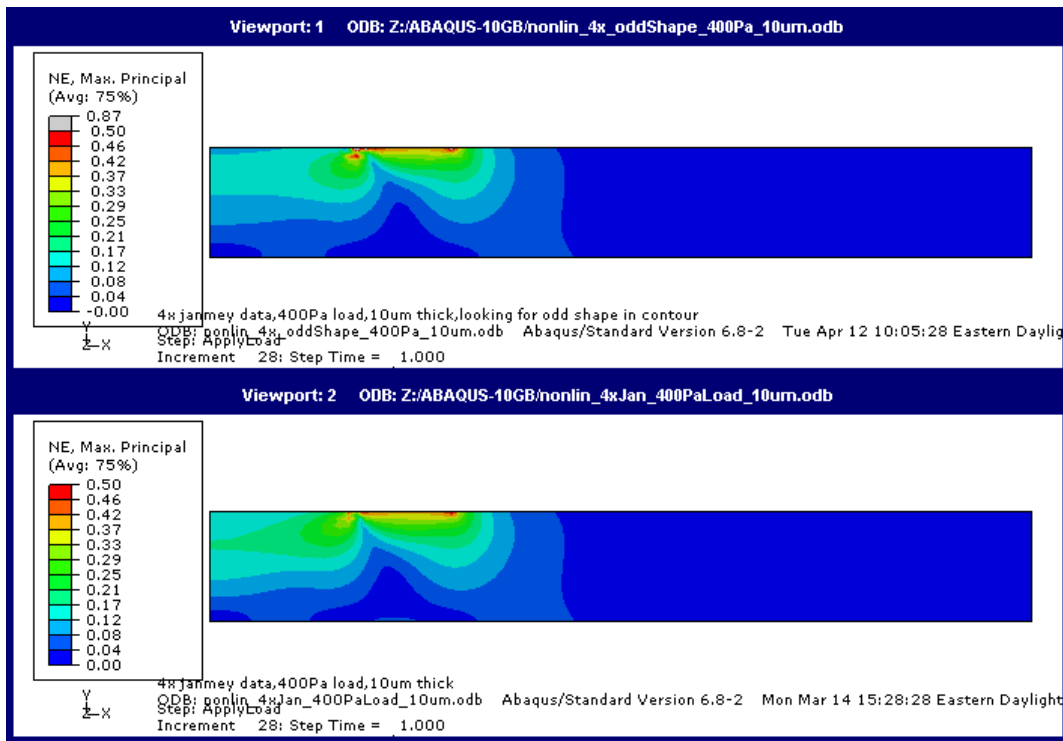 Viewport: 1 ODB: Z:/ABAQUS-10GB/nonlin_4x_oddShape_400Pa_10um.odb
NE, Max. Principal
(Avg: 75%)
0.87
0.50
0.46
0.42
0.37
0.33
0.29
0.25
0.21
0.17
0.12
0.08
0.04
-0.00
Y
Z X
4x janmey data,400Pa load,10um thick,looking for odd shape in contour
ODB: nonlin_4x_oddShape_400Pa_10um.odb Abaqus/Standard Version 6.8-2 Tue Apr 12 10:05:28 Eastern Daylig
Step: ApplyLoad
Increment 28: Step Time = 1.000
Viewport: 2 ODB: Z:/ABAQUS-10GB/nonlin_4xJan_400PaLoad_10um.odb
NE, Max. Principal
(Avg: 75%)
0.50
0.46
0.42
0.37
0.33
0.29
0.25
0.21
0.17
0.12
0.08
0.04
0.00
Y
Z X
4x janmey data,400Pa load,10um thick
ODB: nonlin_4xJan_400PaLoad_10um.odb Abaqus/Standard Version 6.8-2 Mon Mar 14 15:28:28 Eastern Daylight
Step: ApplyLoad
Increment 28: Step Time = 1.000